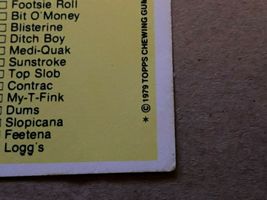 Footsie Roll
Bit O'Money
Blisterine
Ditch Boy
Medi-Quak
Sunstroke
Top Slob
Contrac
My-T-Fink
Dums
Slopicana
Feetena
Logg's
* © 1979 TOPPS CHEWING GUM